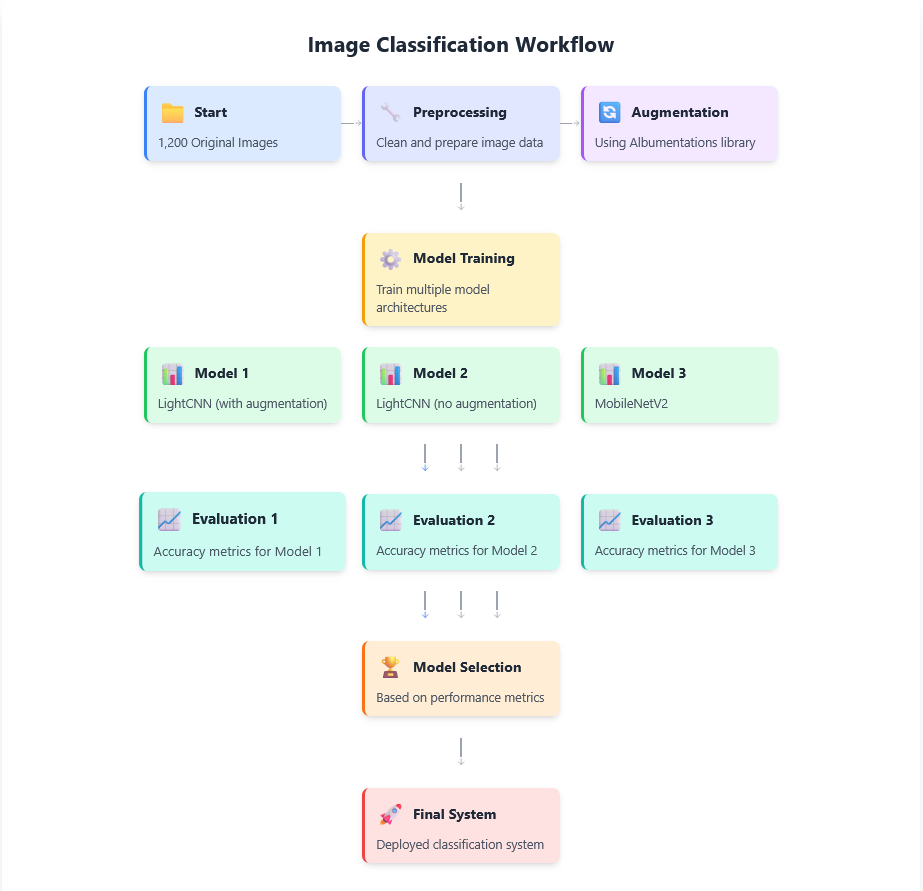 Image Classification Workflow
Start
1,200 Original Images
Preprocessing
Clean and prepare image data
Augmentation
Using Albumentations library
Model Training
Train multiple model
architectures
Model 1
LightCNN (with augmentation)
Model 2
LightCNN (no augmentation)
Model 3
MobileNetV2
Evaluation 1
Accuracy metrics for Model 1
Evaluation 2
Accuracy metrics for Model 2
Evaluation 3
Accuracy metrics for Model 3
Model Selection
Based on performance metrics
Final System
Deployed classification system